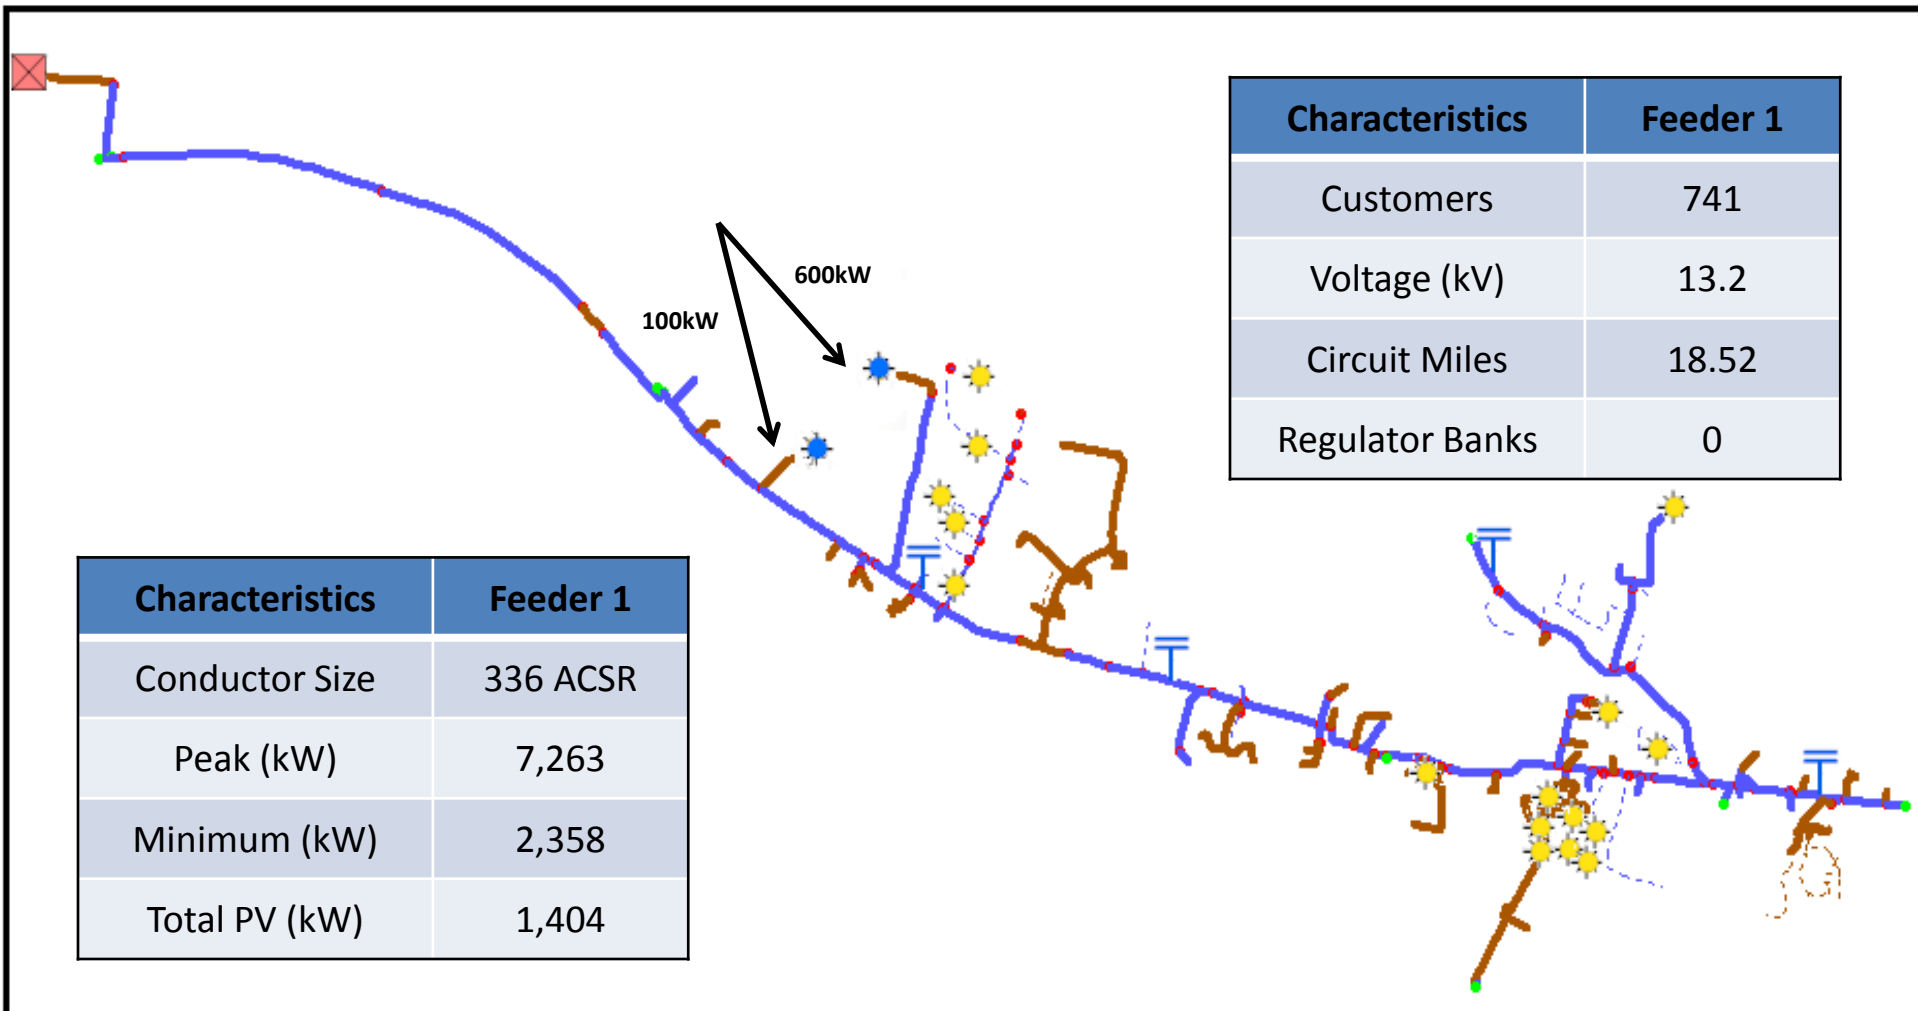 Characteristics Feeder 1
Customers 741
Voltage (kV) 13.2
Circuit Miles 18.52
Regulator Banks 0
600kW
100kW
Characteristics Feeder 1
Conductor Size 336 ACSR
Peak (kW) 7,263
Minimum (kW) 2,358
Total PV (kW) 1,404